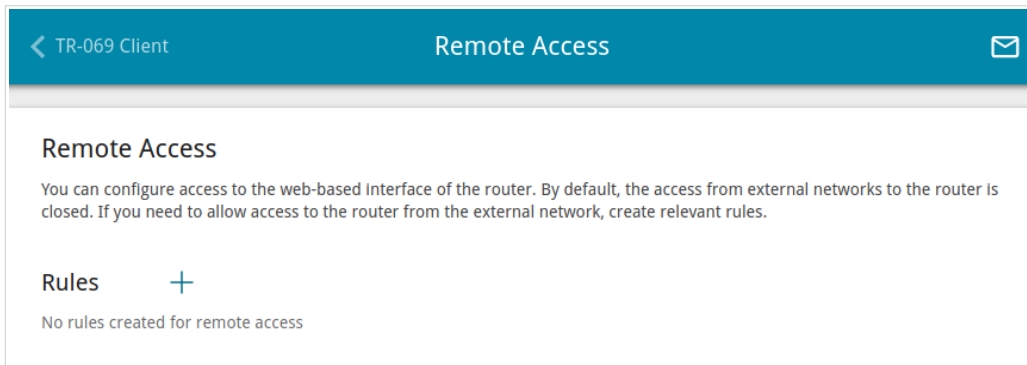 TR-069 Client
Remote Access
Remote Access
You can configure access to the web-based interface of the router. By default, the access from external networks to the router is
closed. If you need to allow access to the router from the external network, create relevant rules.
Rules
No rules created for remote access